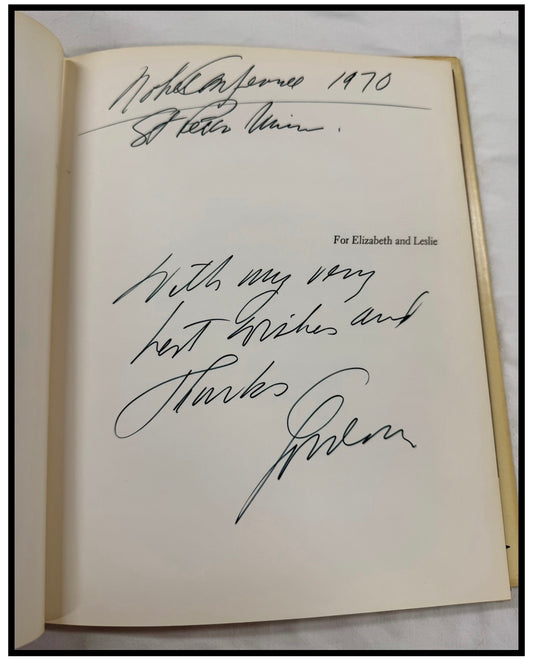 Nobel Conference 1970
St Peter Minn.
For Elizabeth and Leslie
With my very
best wishes and
thanks
Gordon